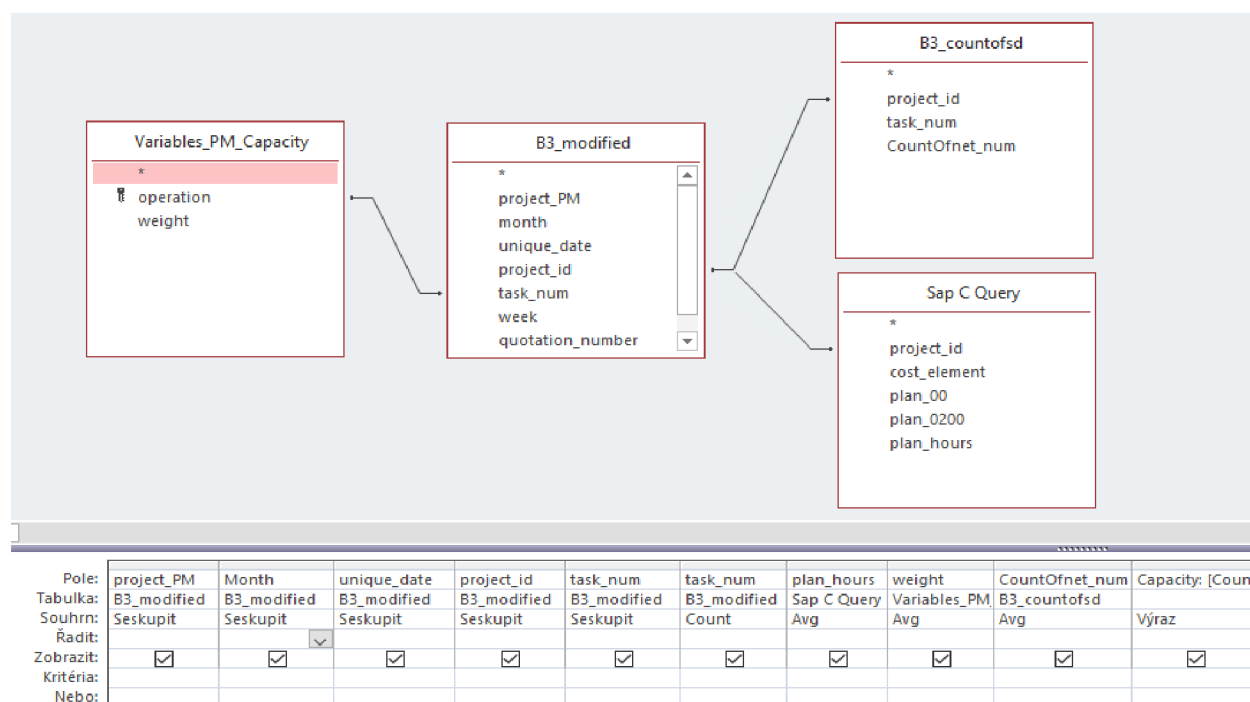 B3_countofsd
*
project_id
task_num
CountOfnet_num
Variables_PM_Capacity
*
operation
weight
B3_modified
*
project_PM
month
unique_date
project_id
task_num
week
quotation_number
Sap C Query
*
project_id
cost_element
plan_00
plan_0200
plan_hours
Pole: project_PM Month unique_date project_id task_num task_num plan_hours weight CountOfnet_num Capacity: [Coun
Tabulka: B3_modified B3_modified B3_modified B3_modified B3_modified B3_modified Sap C Query Variables_PM_ B3_countofsd
Souhrn: Seskupit Seskupit Seskupit Seskupit Seskupit Count Avg Avg Avg Výraz
Řadit:
Zobrazit:
Kritéria:
Nebo: